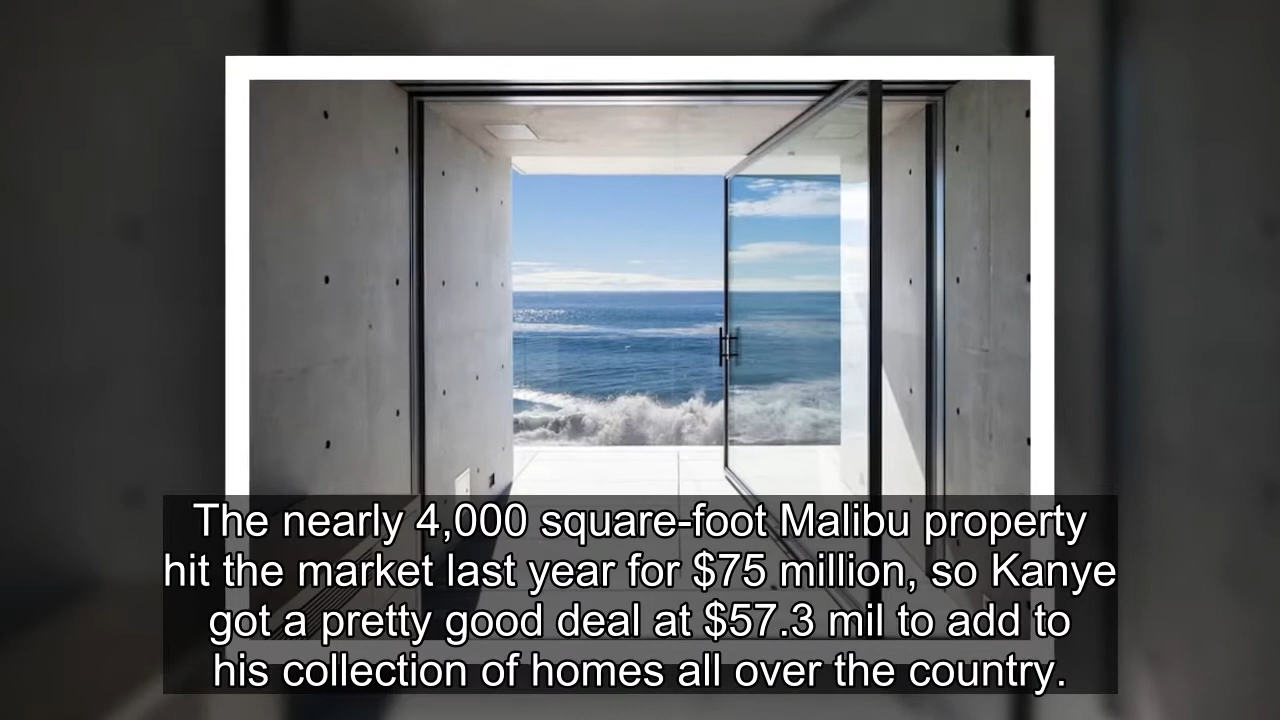 The nearly 4,000 square-foot Malibu property
hit the market last year for $75 million, so Kanye
got a pretty good deal at $57.3 mil to add to
his collection of homes all over the country.